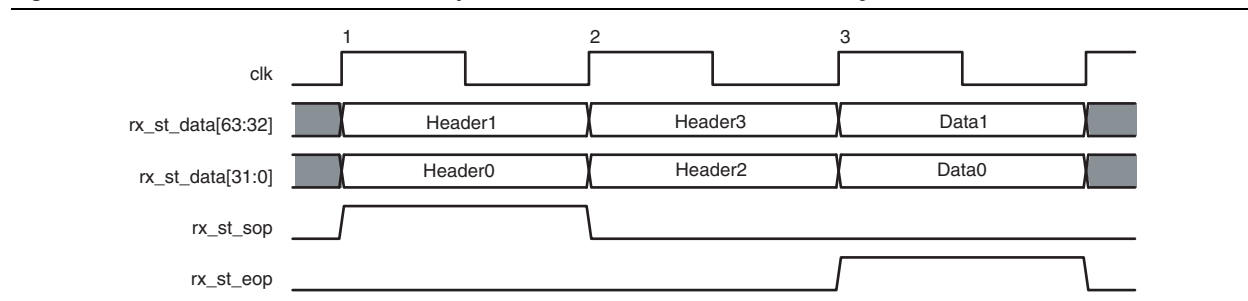 1 2 3
clk
rx_st_data[63:32] Header1 Header3 Data1
rx_st_data[31:0] Header0 Header2 Data0
rx_st_sop
rx_st_eop